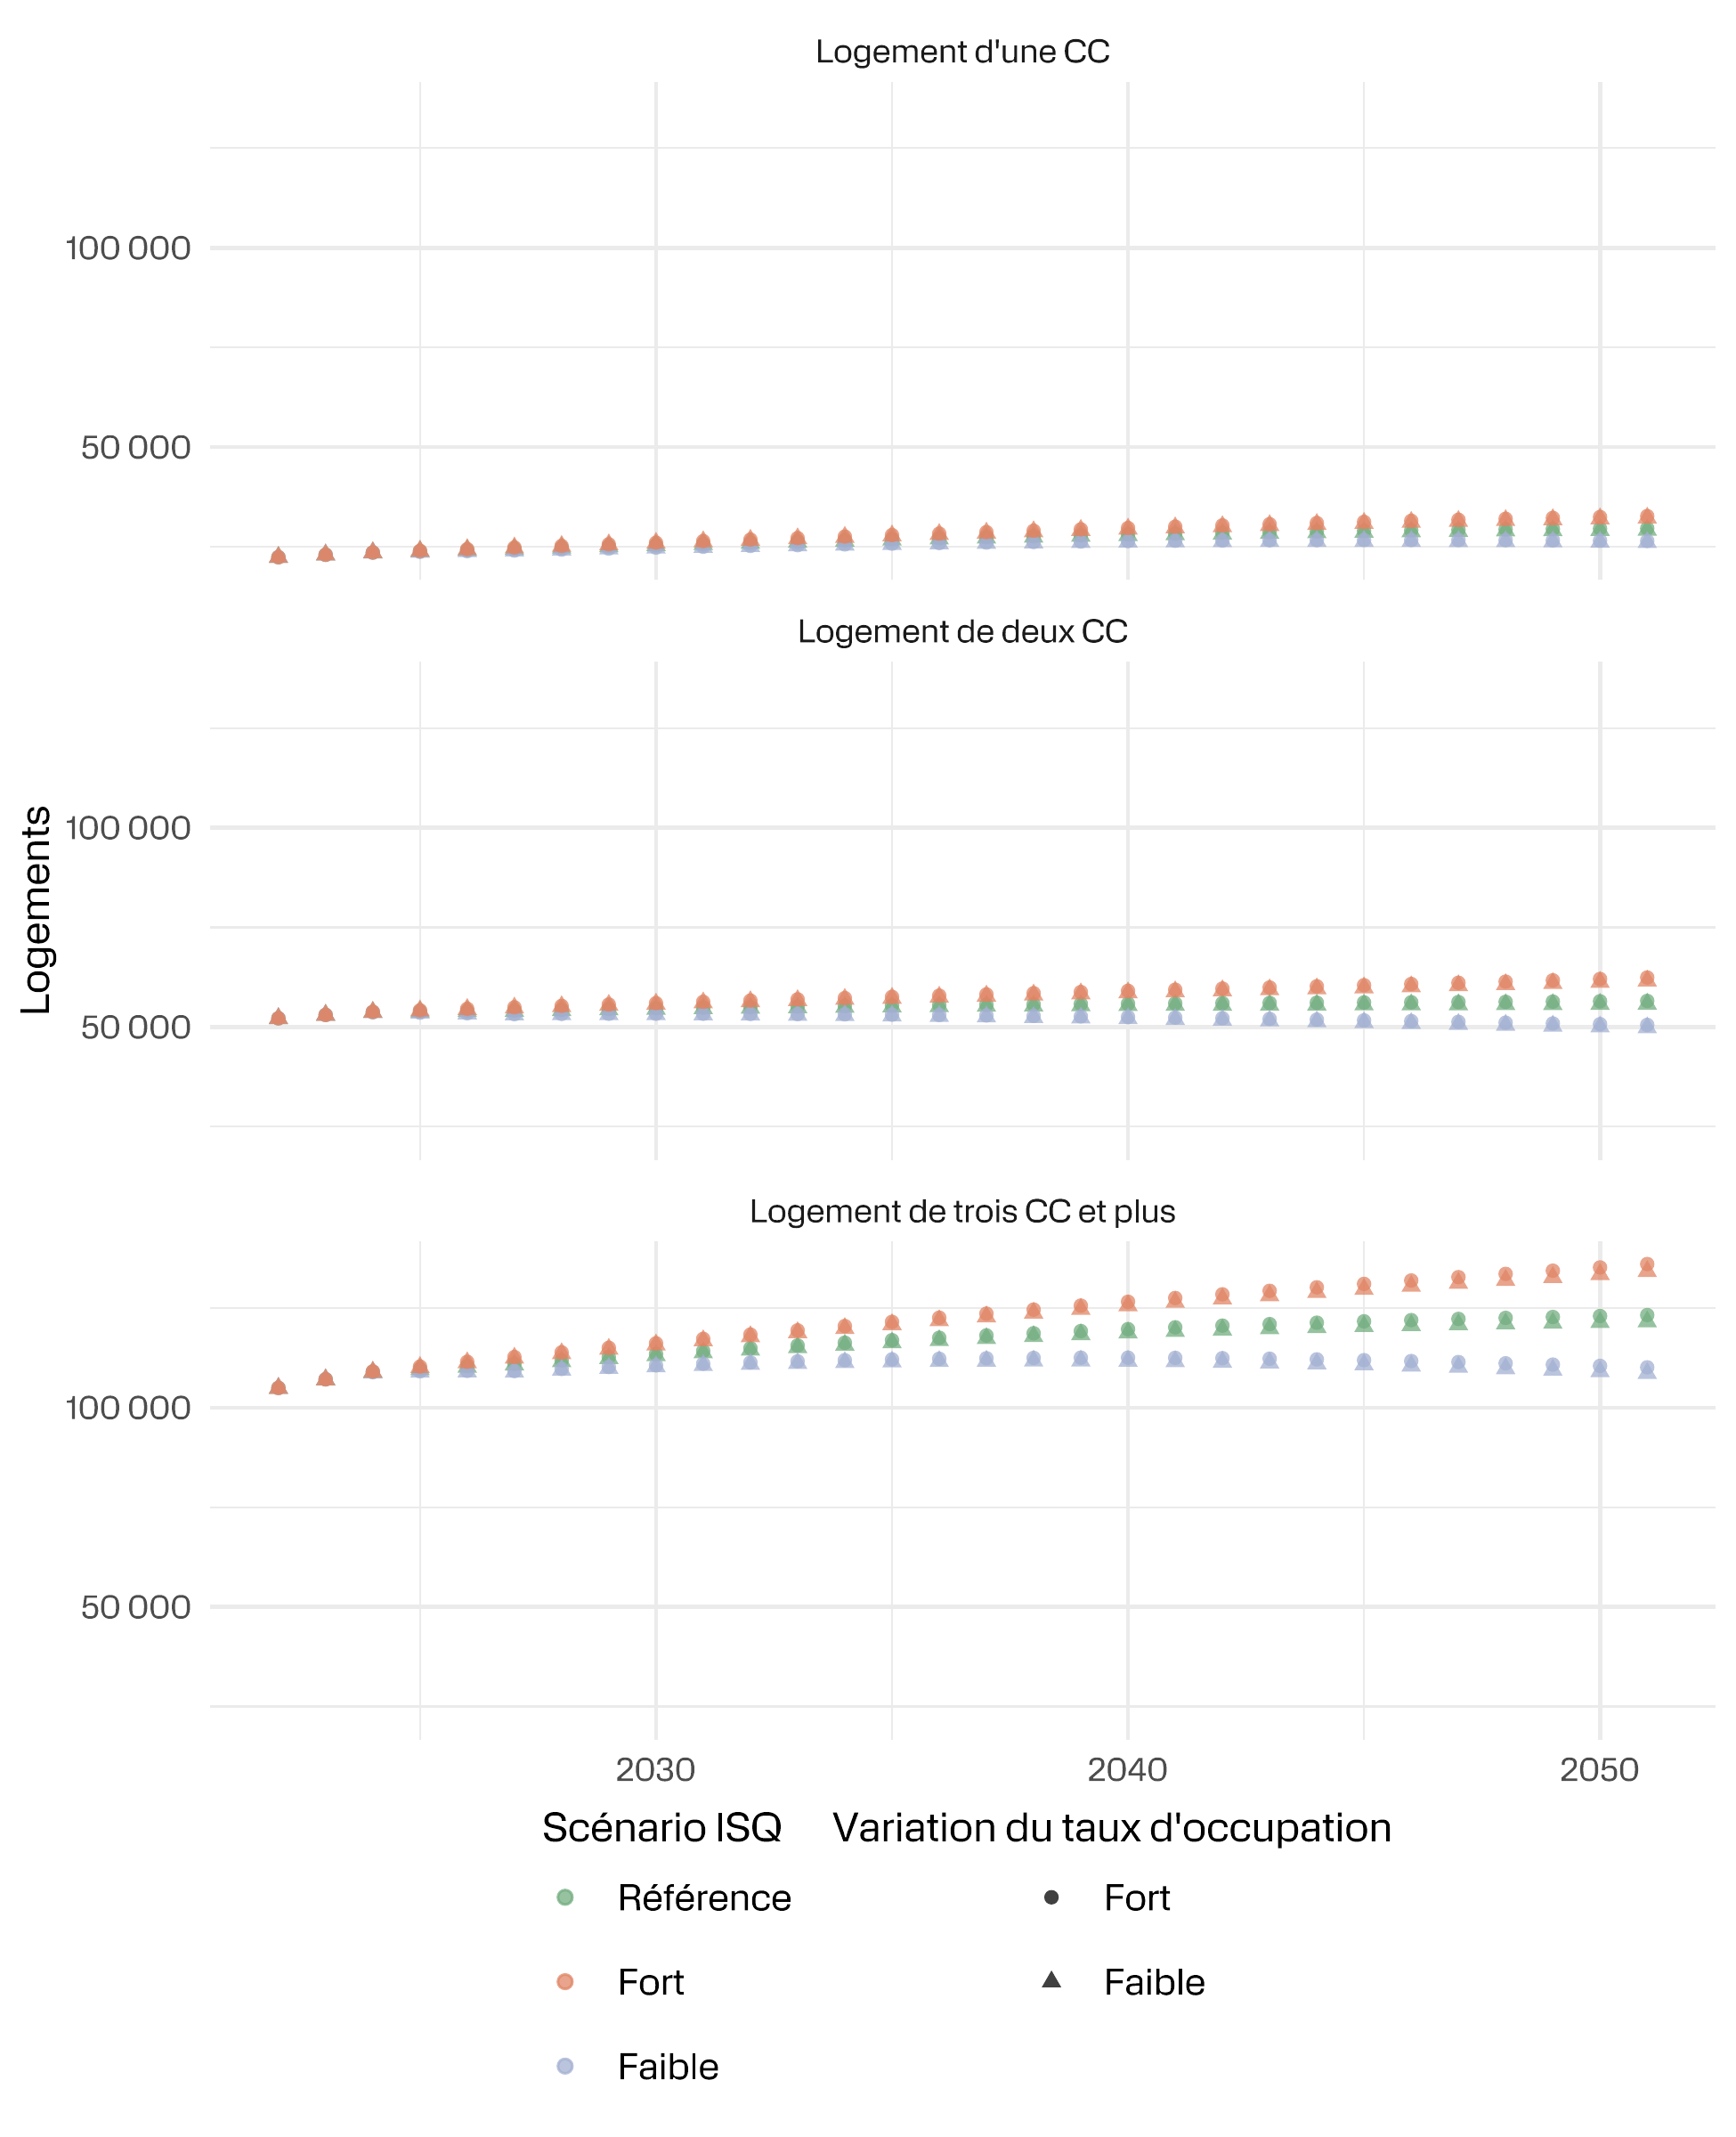 Logement d'une CC
100 000
50 000
Logement de deux CC
100 000
50 000
Logements
Logement de trois CC et plus
100 000
50 000
2030 2040 2050
Scénario ISQ Variation du taux d'occupation
Référence Fort
Fort Faible
Faible